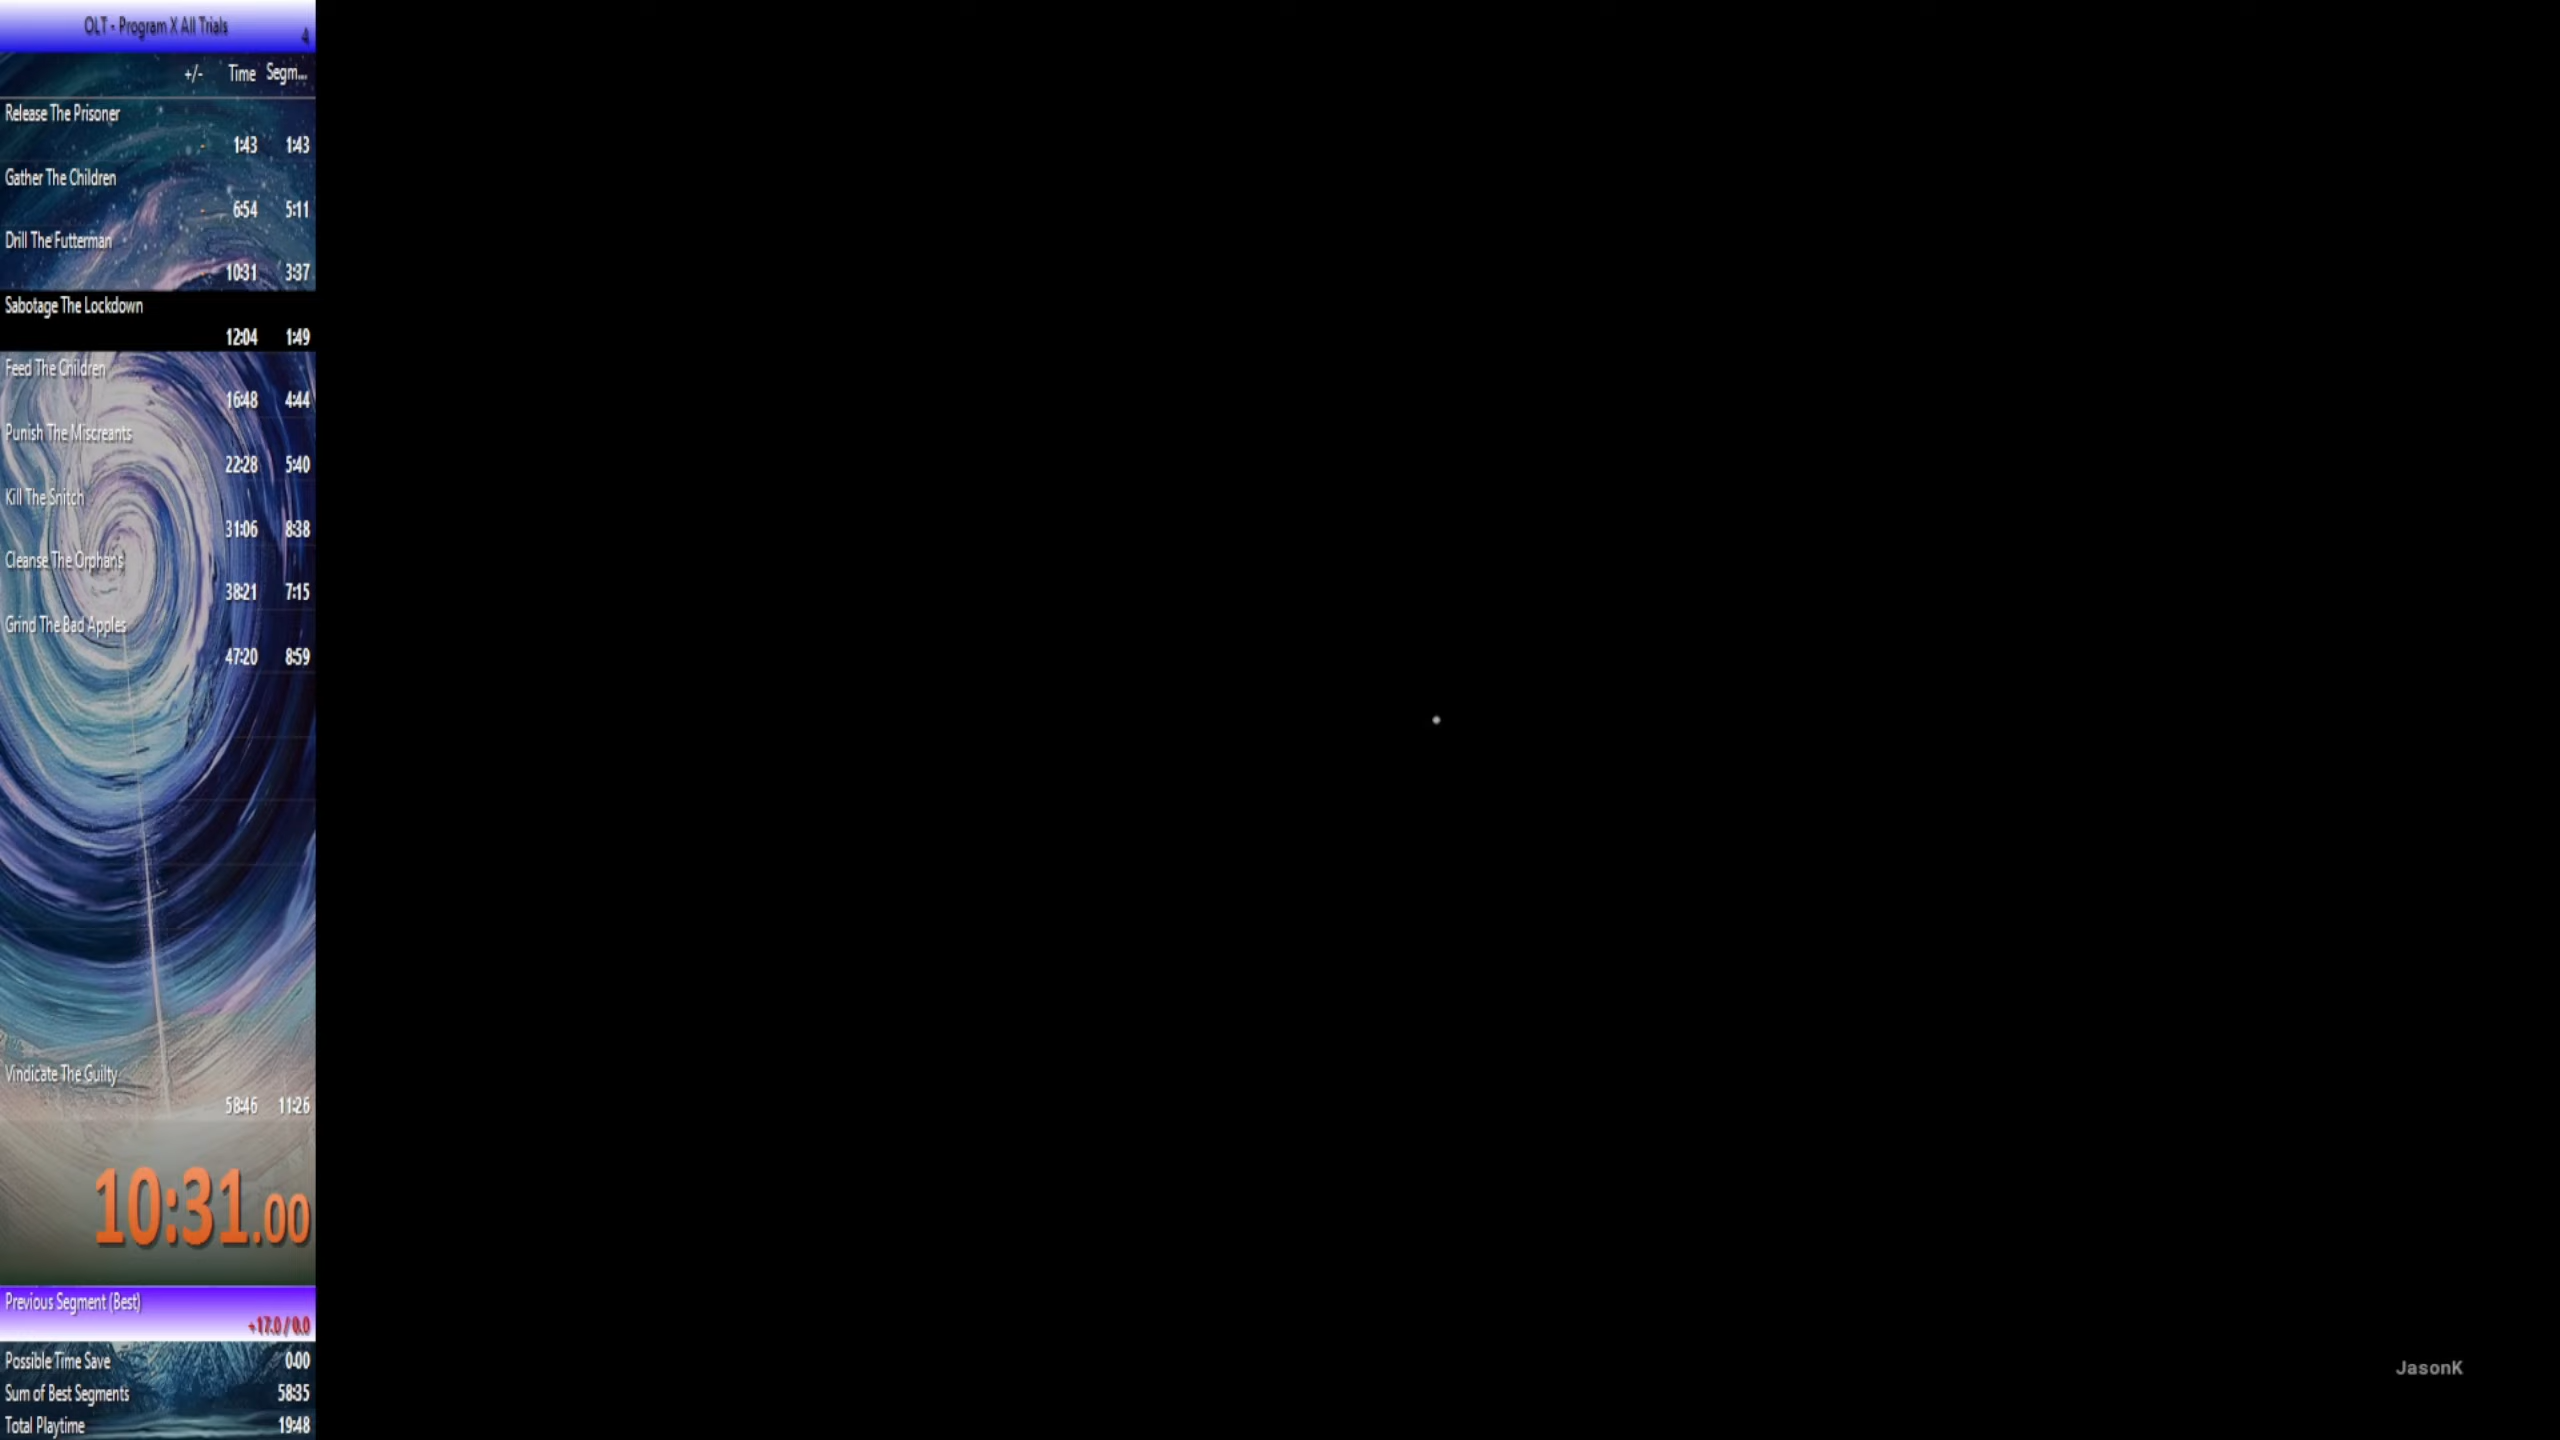 OLT - Program X All Trials
4
+/- Time Segm...
Release The Prisoner
1:43 1:43
Gather The Children
6:54 5:11
Drill The Futterman
10:31 3:37
Sabotage The Lockdown
12:04 1:49
Feed The Children
16:48 4:44
Punish The Miscreants
22:28 5:40
Kill The Snitch
31:06 8:38
Cleanse The Orphans
38:21 7:15
Grind The Bad Apples
47:20 8:59
Vindicate The Guilty
58:46 11:26
10:31.00
Previous Segment (Best)
+17.0 / 0.0
Possible Time Save 0.00
Sum of Best Segments 58:35
Total Playtime 19:48
JasonK